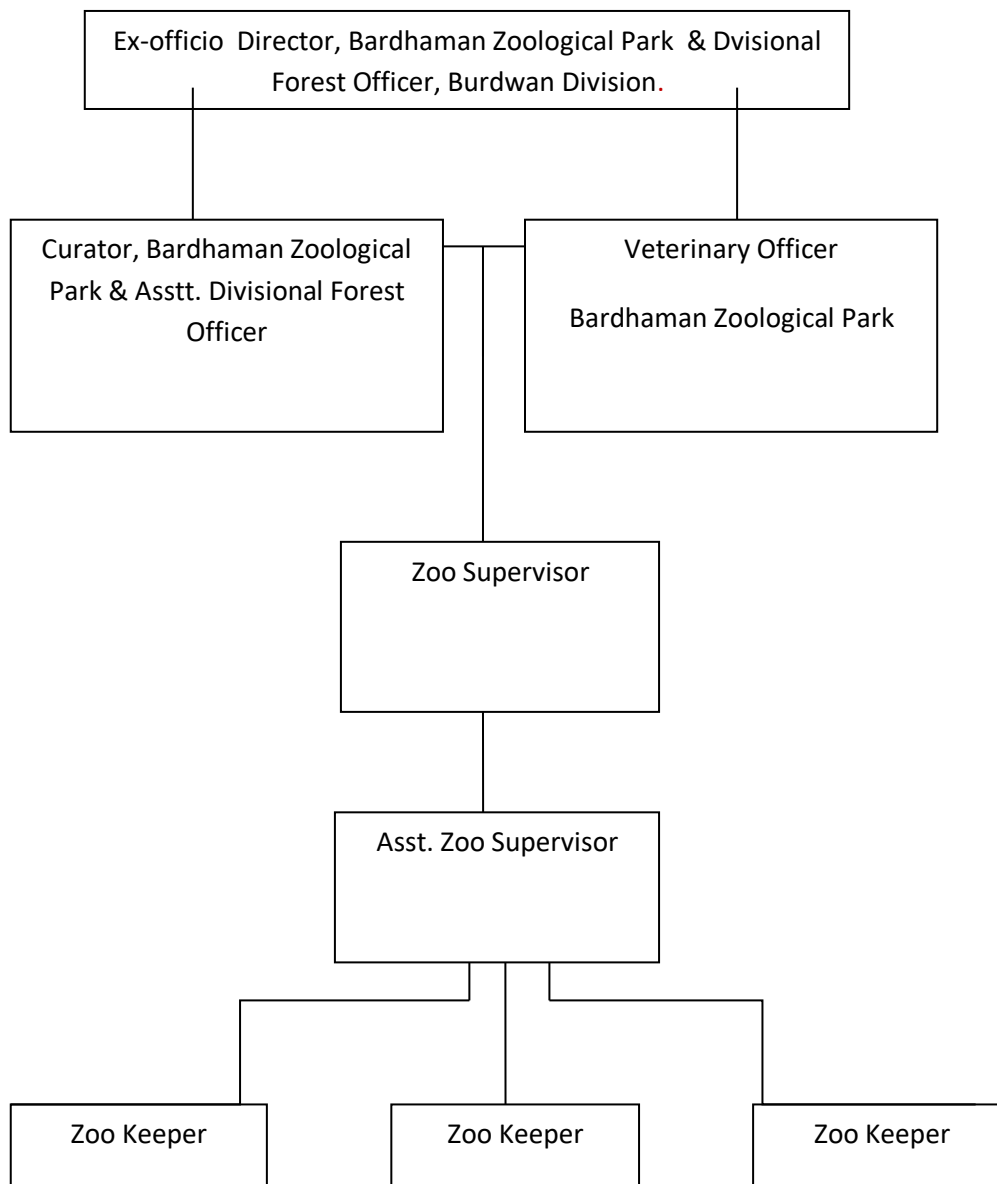 Ex-officio  Director, Bardhaman Zoological Park  & Dvisional
Forest Officer, Burdwan Division.
Curator, Bardhaman Zoological
Park & Asstt. Divisional Forest
Officer
Veterinary Officer
Bardhaman Zoological Park
Zoo Supervisor
Asst. Zoo Supervisor
Zoo Keeper
Zoo Keeper
Zoo Keeper